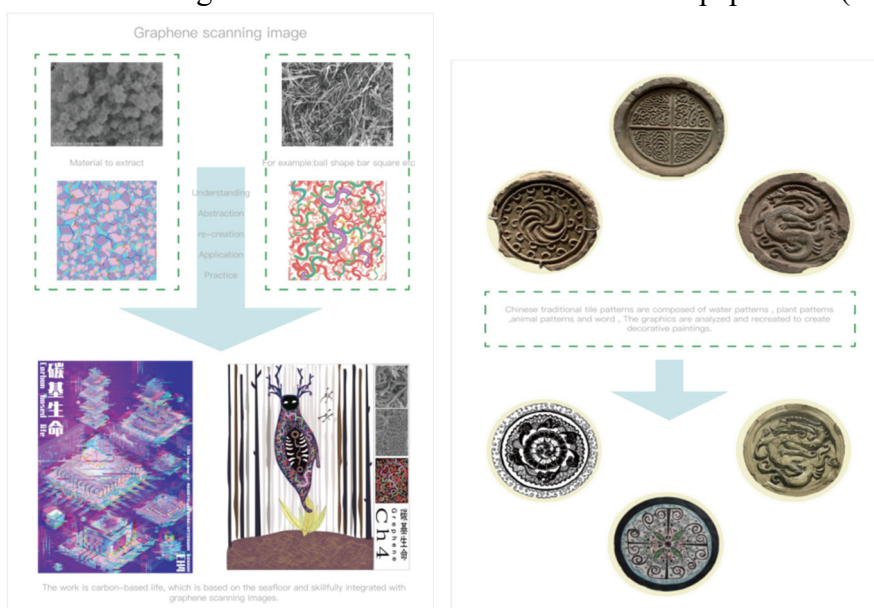 Graphene scanning image
Material to extract
For example:ball shape bar square etc
Understanding
Abstraction
re-creation
Application
Practice
碳基生命
Carbon based life
碳基生命
Graphene
Ch4
The work is carbon-based life, which is based on the seafloor and skillfully integrated with
graphene scanning images.
Chinese traditional tile patterns are composed of water patterns , plant patterns
,animal patterns and word , The graphics are analyzed and recreated to create
decorative paintings.